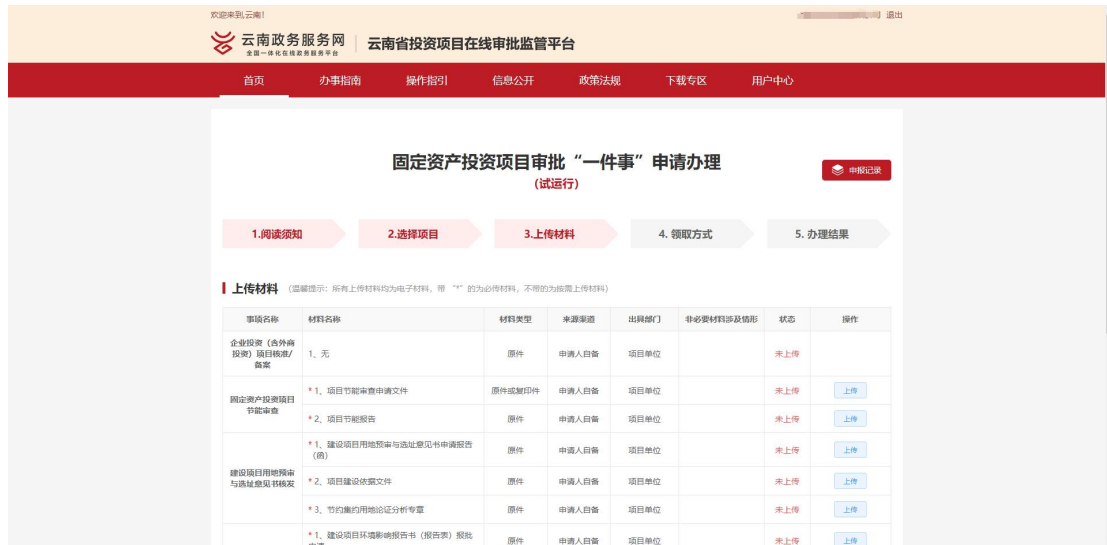 欢迎来到,云南!
退出
云南政务服务网
全国一体化在线政务服务平台
云南省投资项目在线审批监管平台
首页 办事指南 操作指引 信息公开 政策法规 下载专区 用户中心
固定资产投资项目审批“一件事”申请办理
(试运行)
申报记录
1.阅读须知 2.选择项目 3.上传材料 4. 领取方式 5. 办理结果
上传材料 (温馨提示：所有上传材料均为电子材料，带 “*” 的为必传材料，不带的为按需上传材料)
事项名称 材料名称 材料类型 来源渠道 出具部门 非必要材料涉及情形 状态 操作
企业投资（含外商
投资）项目核准/
备案
1、无 原件 申请人自备 项目单位 未上传
固定资产投资项目
节能审查
* 1、项目节能审查申请文件 原件或复印件 申请人自备 项目单位 未上传 上传
* 2、项目节能报告 原件 申请人自备 项目单位 未上传 上传
建设项目用地预审
与选址意见书核发
* 1、建设项目用地预审与选址意见书申请报告
（函）
原件 申请人自备 项目单位 未上传 上传
* 2、项目建设依据文件 原件 申请人自备 项目单位 未上传 上传
* 3、节约集约用地论证分析专章 原件 申请人自备 项目单位 未上传 上传
* 1、建设项目环境影响报告书（报告表）报批
原件 申请人自备 项目单位 未上传 上传